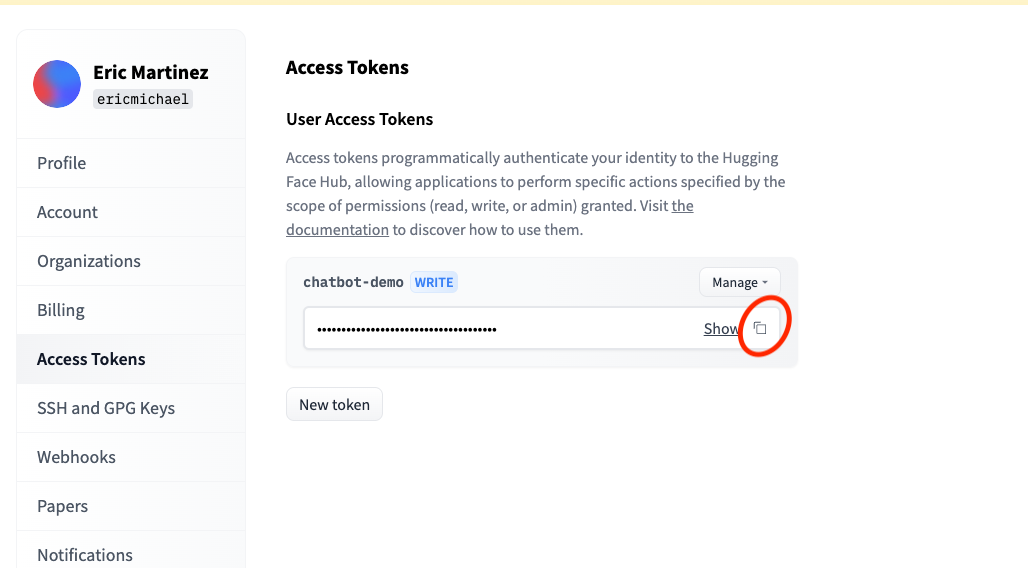 Eric Martinez
ericmichael
Profile
Account
Organizations
Billing
Access Tokens
SSH and GPG Keys
Webhooks
Papers
Notifications
Access Tokens
User Access Tokens
Access tokens programmatically authenticate your identity to the Hugging
Face Hub, allowing applications to perform specific actions specified by the
scope of permissions (read, write, or admin) granted. Visit the
documentation to discover how to use them.
chatbot-demo WRITE
Manage
Show
New token